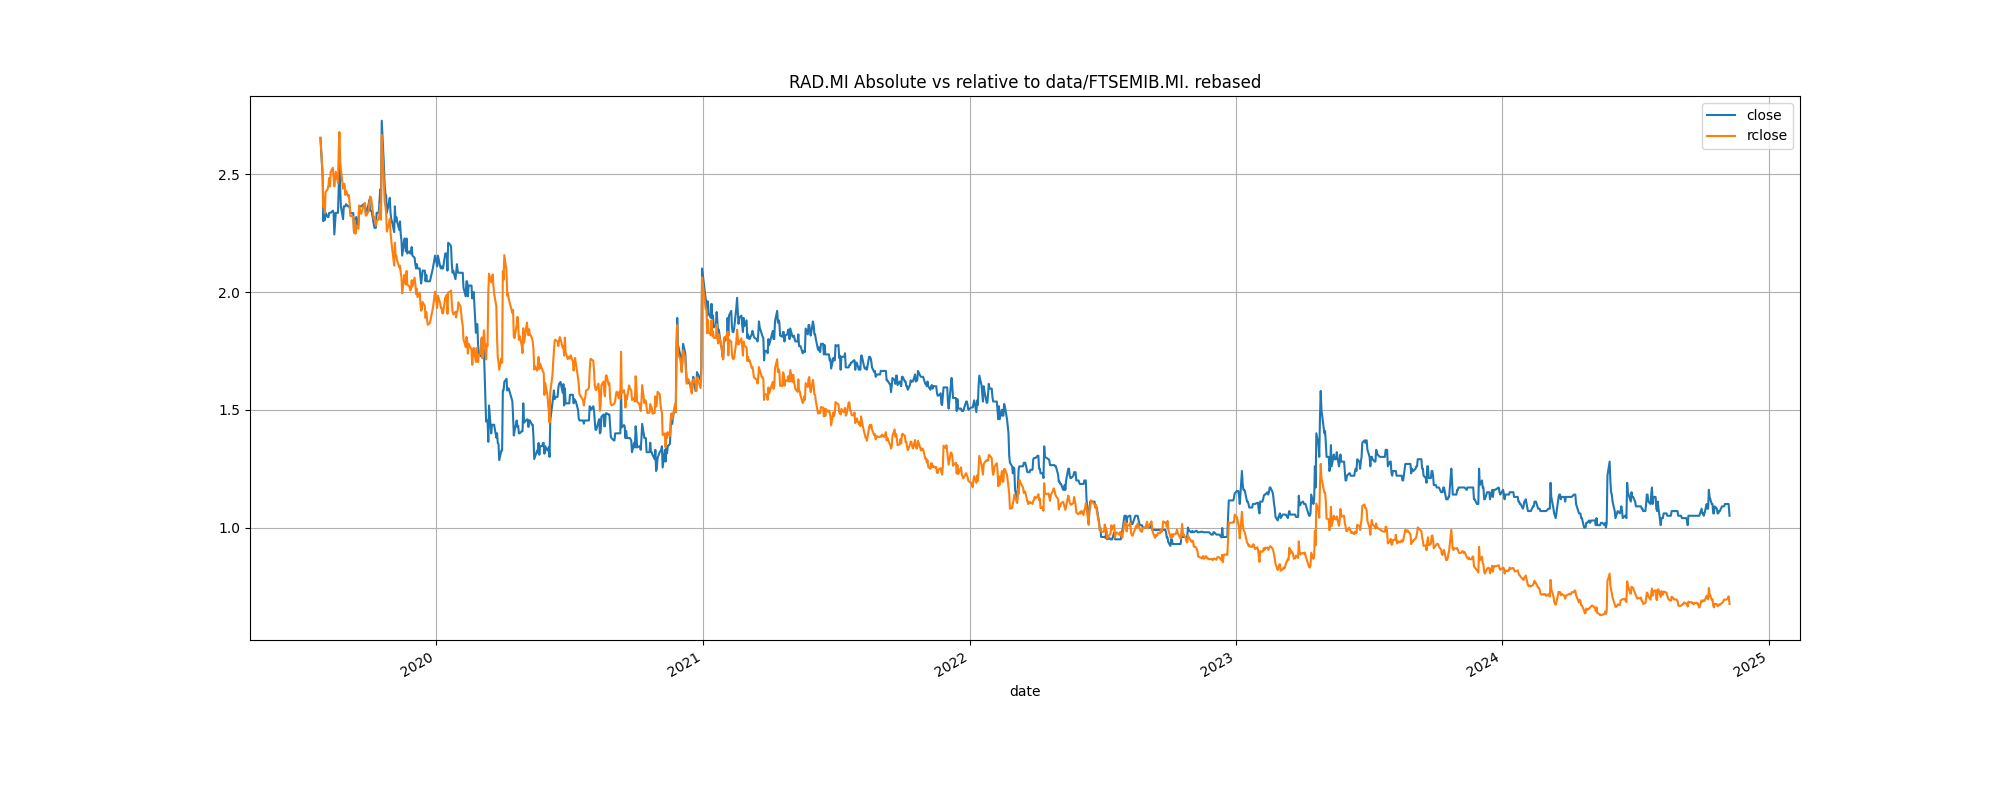 RAD.MI Absolute vs relative to data/FTSEMIB.MI. rebased
close
rclose
2.5
2.0
1.5
1.0
2020
2021
2022
2023
2024
2025
date